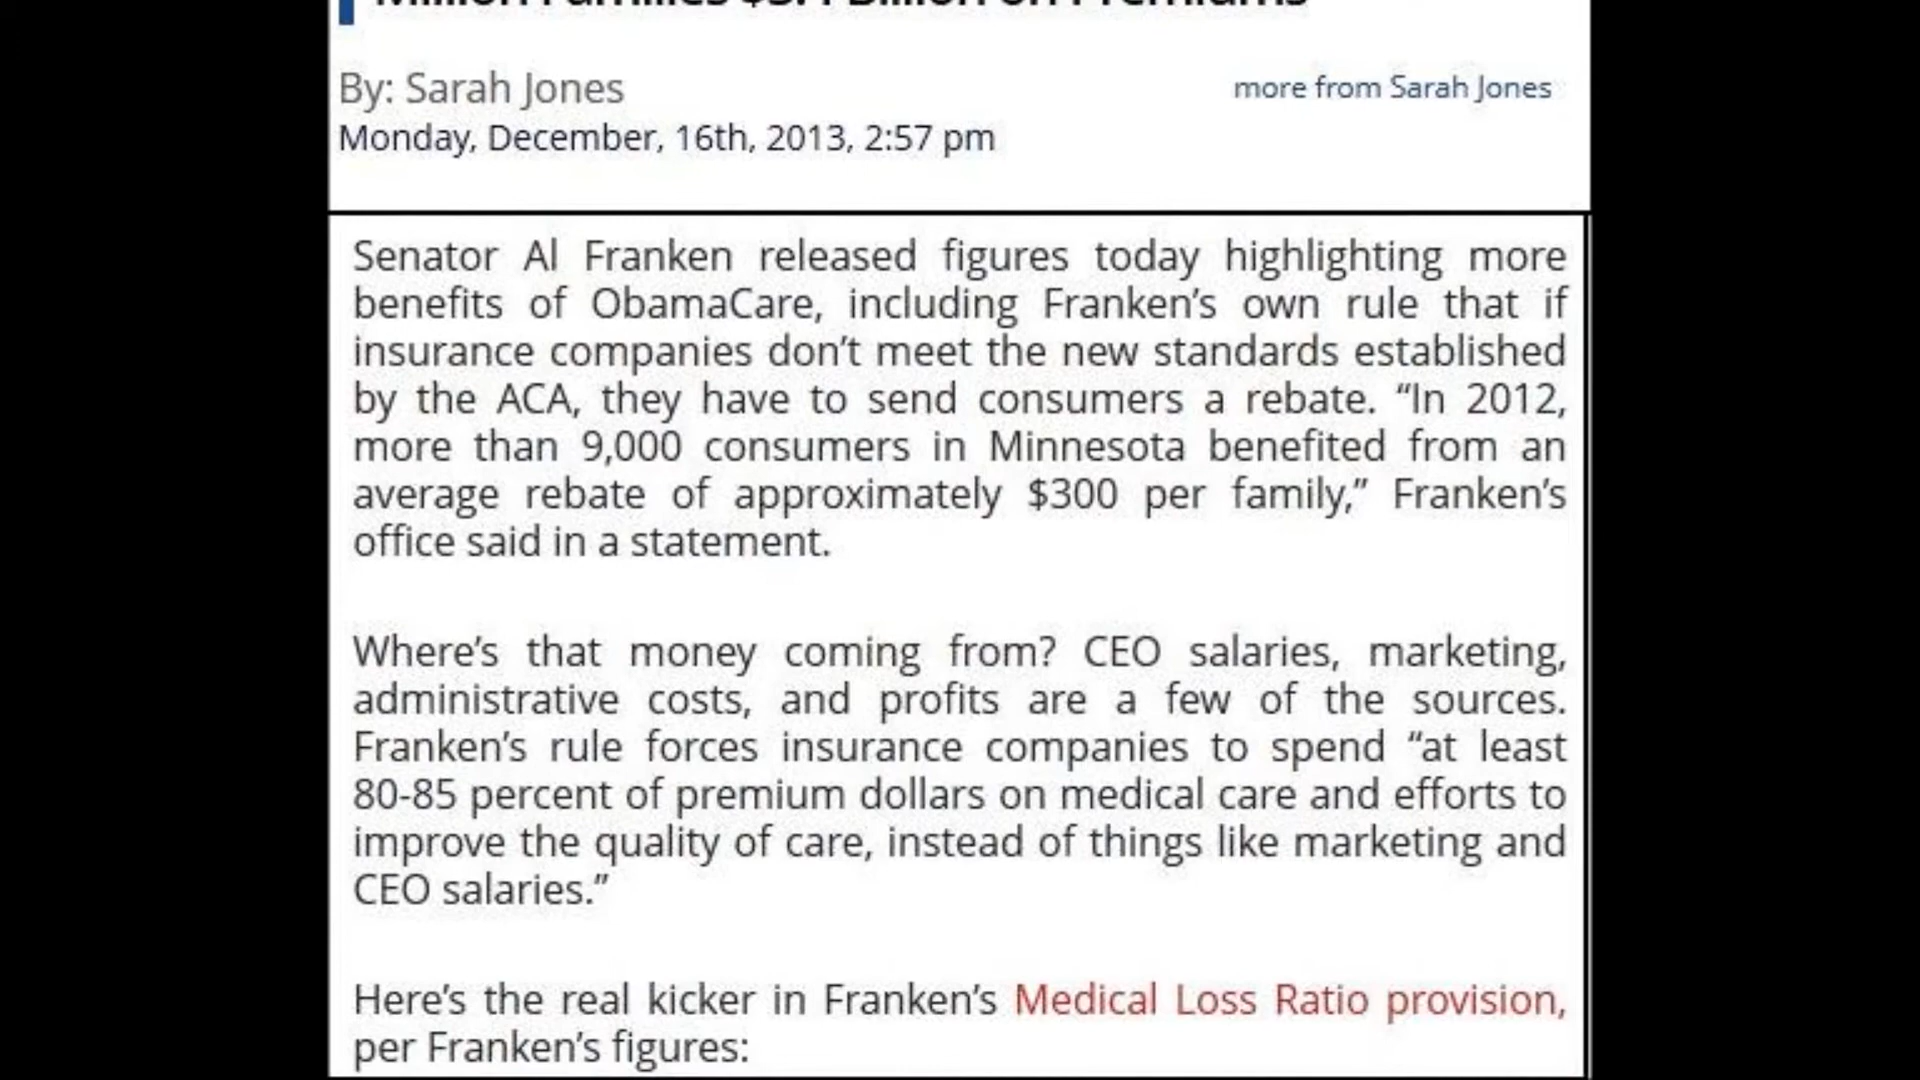 Million Families $3.4 Billion on Premiums
By: Sarah Jones
more from Sarah Jones
Monday, December, 16th, 2013, 2:57 pm
Senator Al Franken released figures today highlighting more
benefits of ObamaCare, including Franken’s own rule that if
insurance companies don’t meet the new standards established
by the ACA, they have to send consumers a rebate. “In 2012,
more than 9,000 consumers in Minnesota benefited from an
average rebate of approximately $300 per family,” Franken’s
office said in a statement.
Where’s that money coming from? CEO salaries, marketing,
administrative costs, and profits are a few of the sources.
Franken’s rule forces insurance companies to spend “at least
80-85 percent of premium dollars on medical care and efforts to
improve the quality of care, instead of things like marketing and
CEO salaries.”
Here’s the real kicker in Franken’s Medical Loss Ratio provision,
per Franken’s figures: